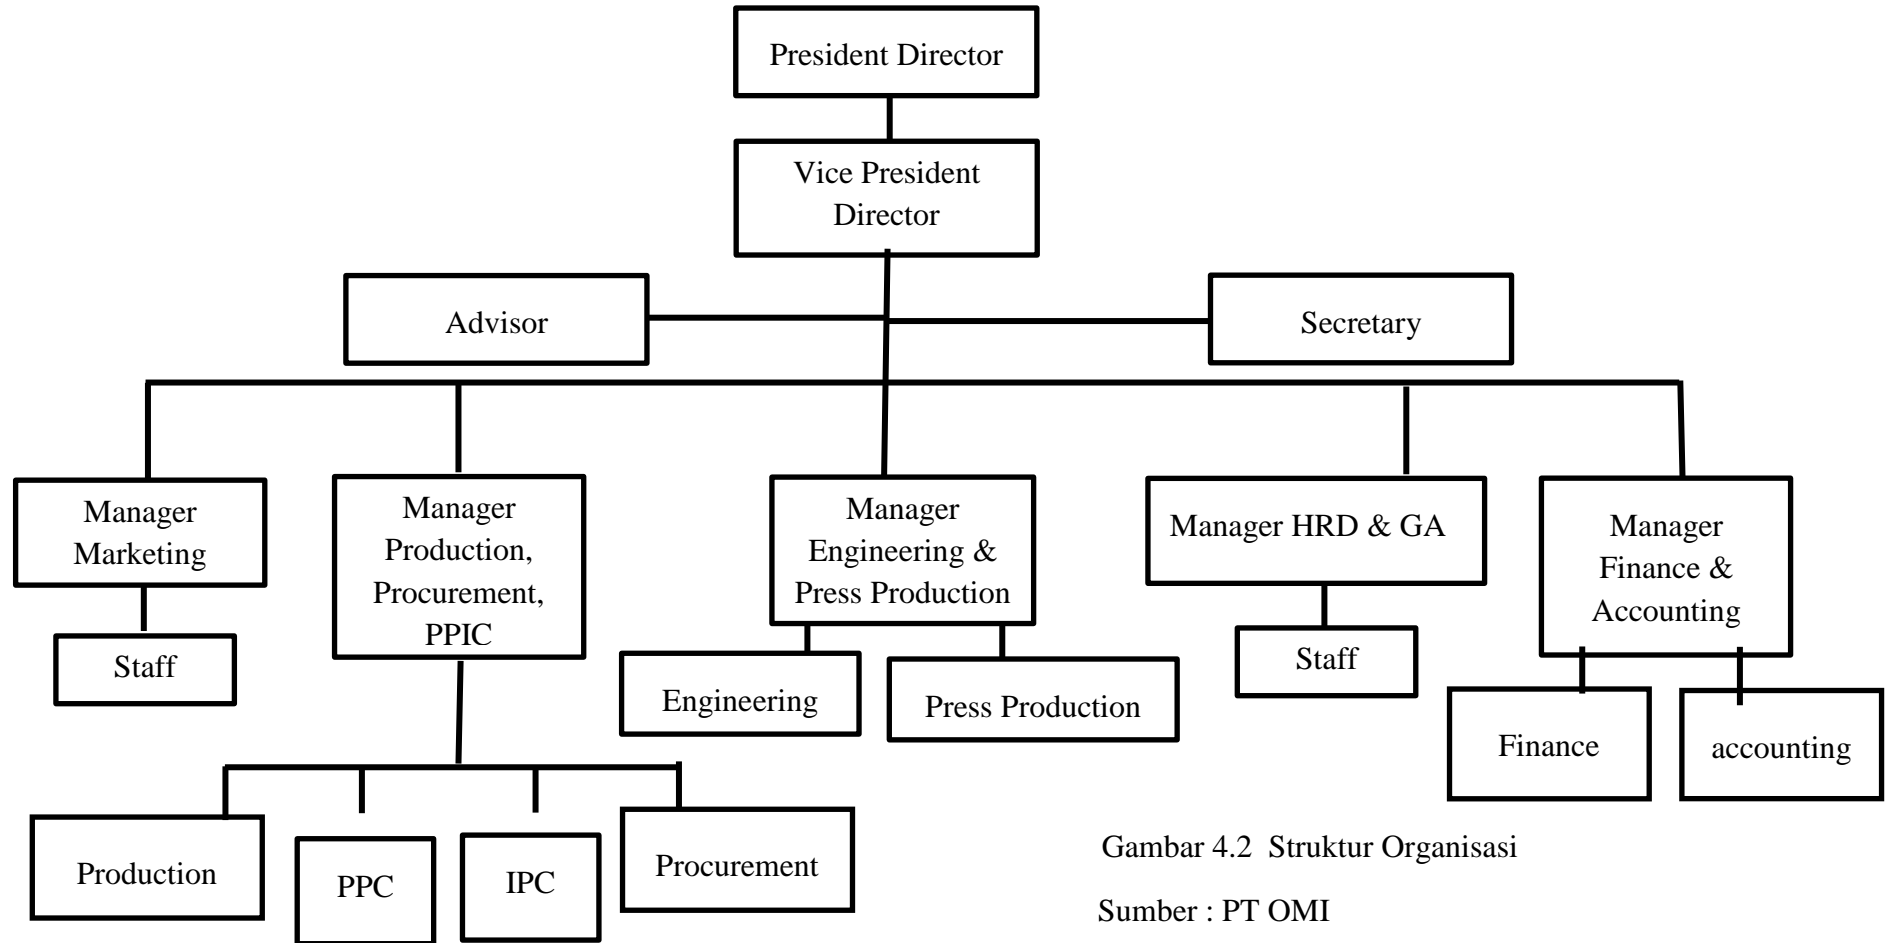 President Director
Vice President
Director
Advisor
Secretary
Manager
Marketing
Manager
Production,
Procurement,
PPIC
Manager
Engineering &
Press Production
Manager HRD & GA
Manager
Finance &
Accounting
Staff
Engineering
Press Production
Staff
Finance
accounting
Production
PPC
IPC
Procurement
Gambar 4.2  Struktur Organisasi
Sumber : PT OMI